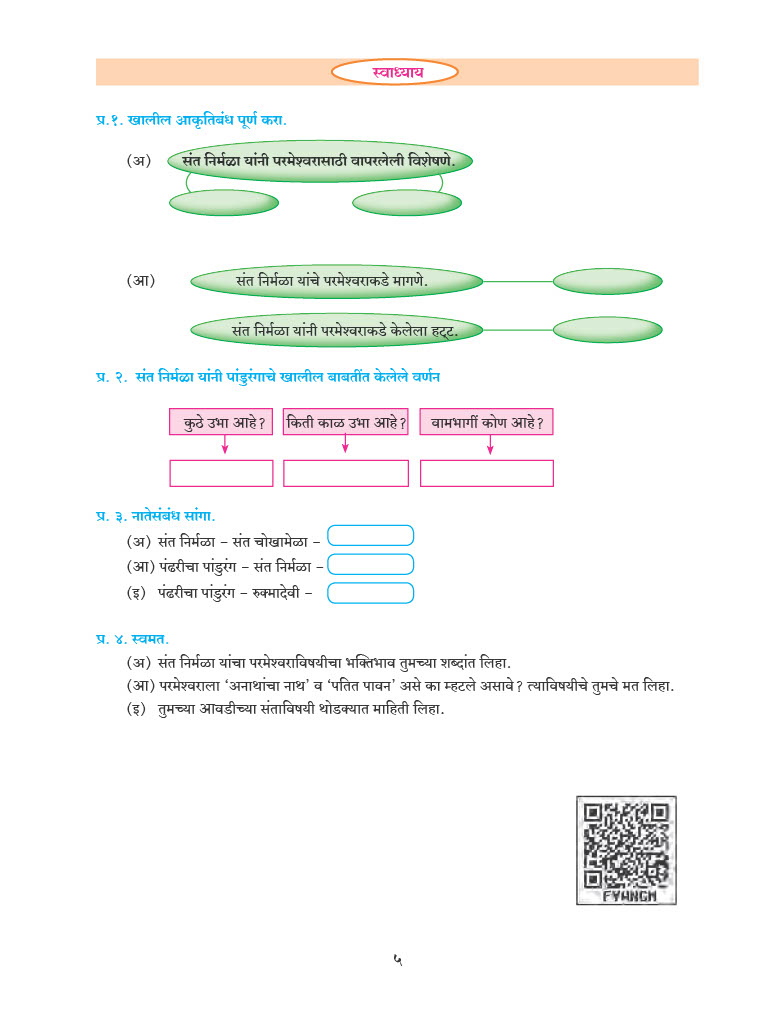 स्वाध्याय
प्र.१. खालील आकृतिबंध पूर्ण करा.
(अ) संत निर्मळा यांनी परमेश्वरासाठी वापरलेली विशेषणे.
(आ) संत निर्मळा यांचे परमेश्वराकडे मागणे.
संत निर्मळा यांनी परमेश्वराकडे केलेला हट्ट.
प्र. २. संत निर्मळा यांनी पांडुरंगाचे खालील बाबतींत केलेले वर्णन
कुठे उभा आहे? किती काळ उभा आहे? वामभागीं कोण आहे?
प्र. ३. नातेसंबंध सांगा.
(अ) संत निर्मळा – संत चोखामेळा –
(आ) पंढरीचा पांडुरंग – संत निर्मळा –
(इ) पंढरीचा पांडुरंग – रुक्मादेवी –
प्र. ४. स्वमत.
(अ) संत निर्मळा यांचा परमेश्वराविषयीचा भक्तिभाव तुमच्या शब्दांत लिहा.
(आ) परमेश्वराला ‘अनाथांचा नाथ’ व ‘पतित पावन’ असे का म्हटले असावे? त्याविषयीचे तुमचे मत लिहा.
(इ) तुमच्या आवडीच्या संताविषयी थोडक्यात माहिती लिहा.
FYHNGM
५